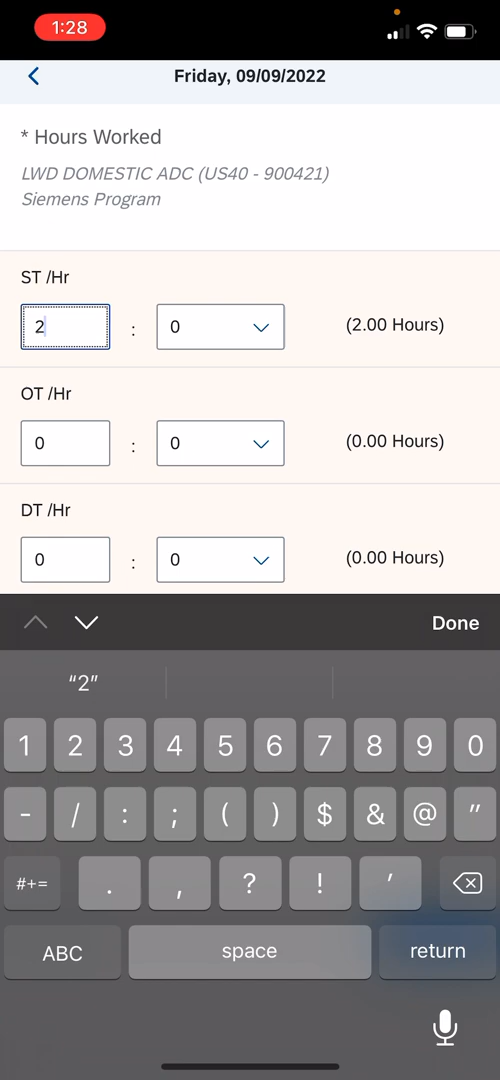 1:28
Friday, 09/09/2022
* Hours Worked
LWD DOMESTIC ADC (US40 - 900421)
Siemens Program
ST /Hr
2 : 0 (2.00 Hours)
OT /Hr
0 : 0 (0.00 Hours)
DT /Hr
0 : 0 (0.00 Hours)
Done
“2”
1 2 3 4 5 6 7 8 9 0
- / : ; ( ) $ & @ "
#+= . , ? ! '
ABC space return